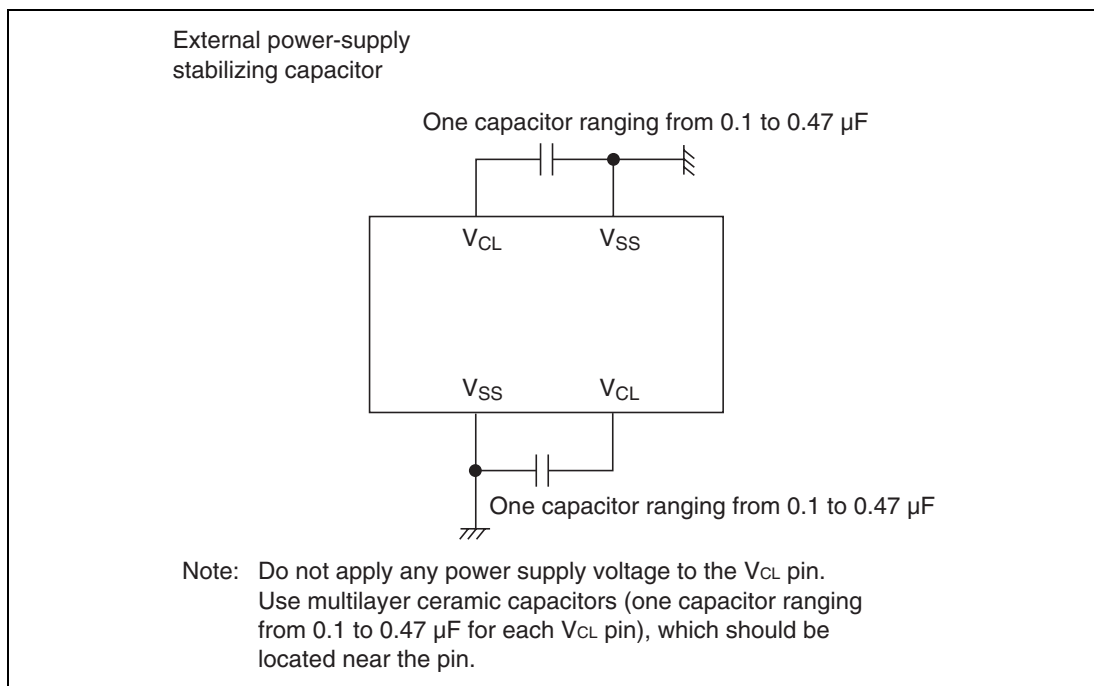 External power-supply
stabilizing capacitor
One capacitor ranging from 0.1 to 0.47 µF
VCL VSS
VSS VCL
One capacitor ranging from 0.1 to 0.47 µF
Note: Do not apply any power supply voltage to the VCL pin.
Use multilayer ceramic capacitors (one capacitor ranging
from 0.1 to 0.47 µF for each VCL pin), which should be
located near the pin.